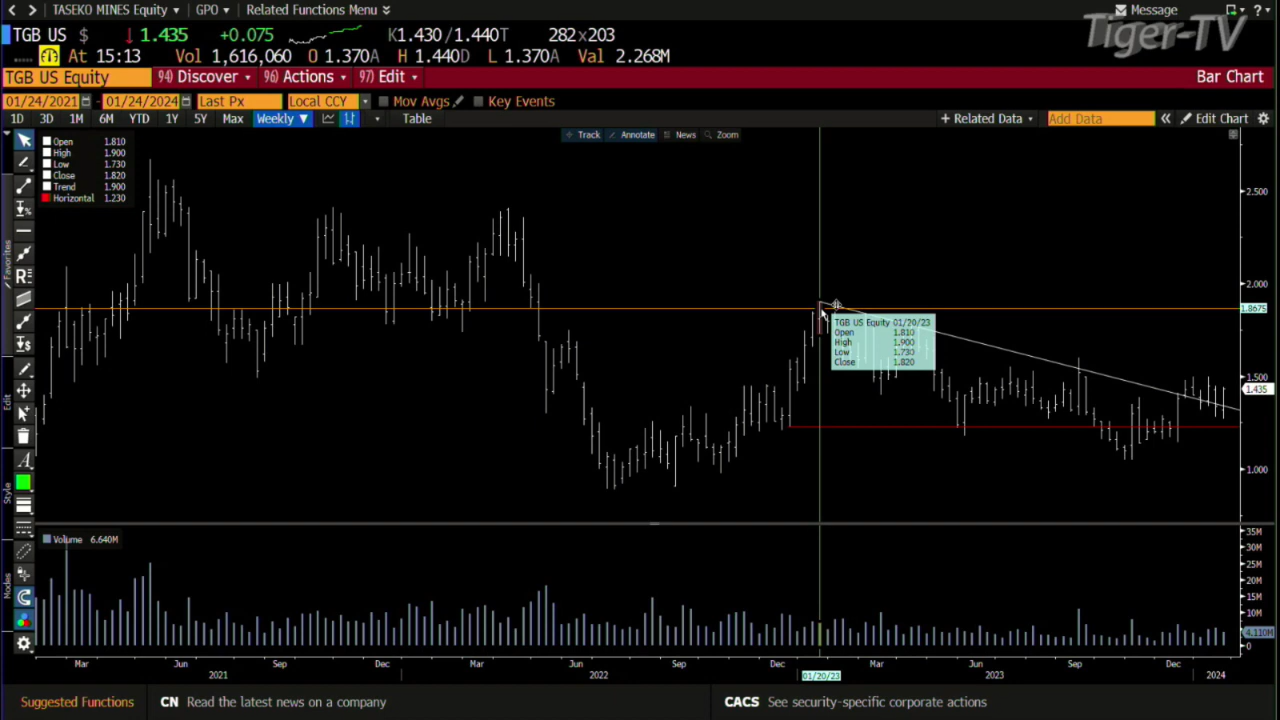 TASEKO MINES Equity GPO Related Functions Menu Message ?
TGB US $ 1.435 +0.075 K1.430/1.440T 282x203
At 15:13 Vol 1,616,060 O 1.370A H 1.440D L 1.370A Val 2.268M
Tiger-TV
TGB US Equity 94) Discover 96) Actions 97) Edit Bar Chart
01/24/2021 - 01/24/2024 Last Px Local CCY Mov Avgs Key Events
1D 3D 1M 6M YTD 1Y 5Y Max Weekly Table + Related Data Add Data Edit Chart
Track Annotate News Zoom
Open 1.810
High 1.900
Low 1.730
Close 1.820
Trend 1.900
Horizontal 1.230
2.500
2.000
1.8675
1.500
1.435
1.000
TGB US Equity 01/20/23
Open 1.810
High 1.900
Low 1.730
Close 1.820
Favorites
Edit
Style
Modes
Volume 6.640M
35M
30M
25M
20M
15M
10M
4.110M
0
Mar Jun Sep Dec Mar Jun Sep Dec 01/20/23 Mar Jun Sep Dec
2021 2022 2023 2024
Suggested Functions CN Read the latest news on a company CACS See security-specific corporate actions